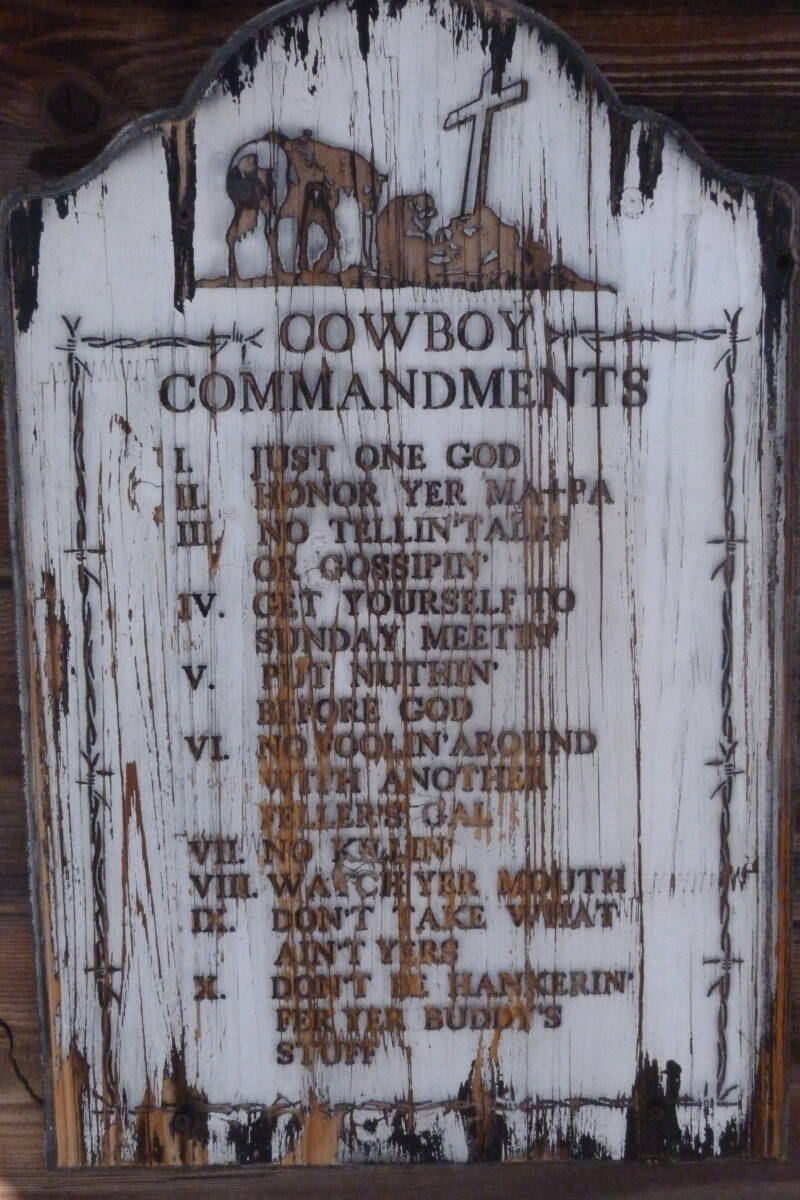 COWBOY
COMMANDMENTS
I. JUST ONE GOD
II. HONOR YER MA+PA
III. NO TELLIN' TALES
OR GOSSIPIN'
IV. GET YOURSELF TO
SUNDAY MEETIN'
V. PUT NUTHIN'
BEFORE GOD
VI. NO FOOLIN' AROUND
WITH ANOTHER
FELLER'S GAL
VII. NO KILLIN'
VIII. WATCH YER MOUTH
IX. DON'T TAKE WHAT
AIN'T YERS
X. DON'T BE HANKERIN'
FER YER BUDDY'S
STUFF